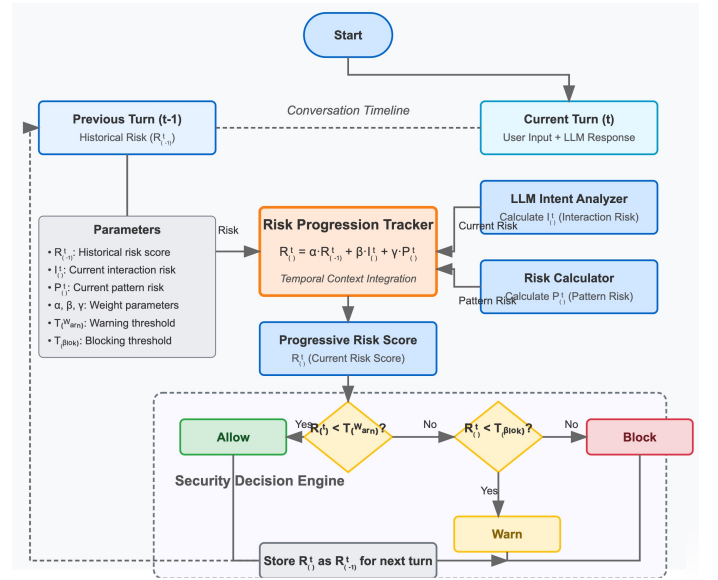 Start
Previous Turn (t-1)
Historical Risk (R₍ᵗ₋₁₎)
Conversation Timeline
Current Turn (t)
User Input + LLM Response
LLM Intent Analyzer
Calculate I₍ᵗ₎ (Interaction Risk)
Current Risk
Risk Calculator
Calculate P₍ᵗ₎ (Pattern Risk)
Pattern Risk
Parameters
• R₍ᵗ₋₁₎: Historical risk score
• I₍ᵗ₎: Current interaction risk
• P₍ᵗ₎: Current pattern risk
• α, β, γ: Weight parameters
• T₍Wₐᵣₙ₎: Warning threshold
• T₍βₗₒₖ₎: Blocking threshold
Risk
Risk Progression Tracker
R₍ᵗ₎ = α·R₍ᵗ₋₁₎ + β·I₍ᵗ₎ + γ·P₍ᵗ₎
Temporal Context Integration
Progressive Risk Score
R₍ᵗ₎ (Current Risk Score)
Allow
Yes
R₍ᵗ₎ < T₍Wₐᵣₙ₎?
No
R₍ᵗ₎ < T₍βₗₒₖ₎?
No
Block
Security Decision Engine
Yes
Warn
Store R₍ᵗ₎ as R₍ᵗ₋₁₎ for next turn